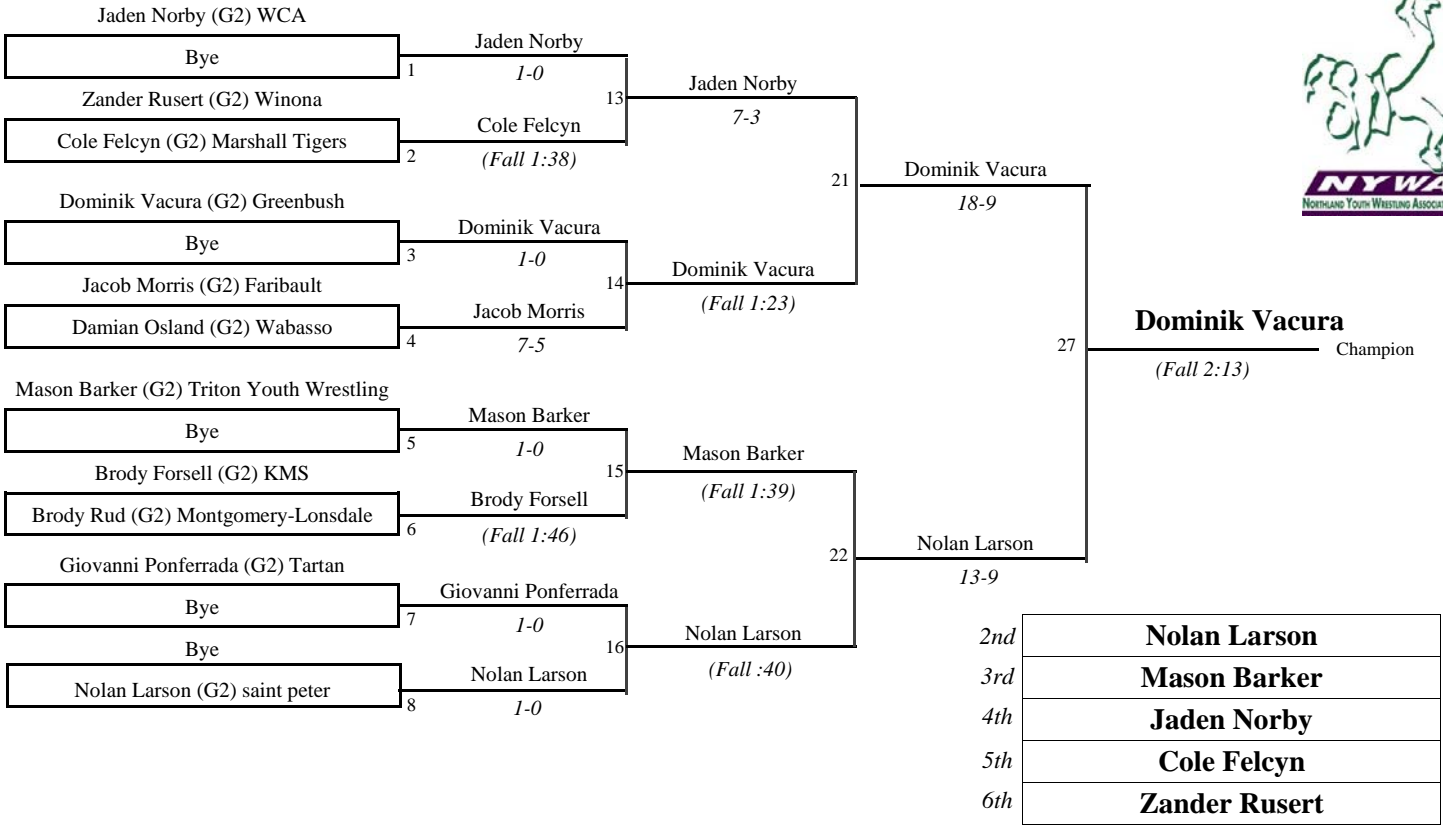 Jaden Norby (G2) WCA
Bye
1
Zander Rusert (G2) Winona
Cole Felcyn (G2) Marshall Tigers
2
Dominik Vacura (G2) Greenbush
Bye
3
Jacob Morris (G2) Faribault
Damian Osland (G2) Wabasso
4
Mason Barker (G2) Triton Youth Wrestling
Bye
5
Brody Forsell (G2) KMS
Brody Rud (G2) Montgomery-Lonsdale
6
Giovanni Ponferrada (G2) Tartan
Bye
7
Bye
Nolan Larson (G2) saint peter
8
Jaden Norby
1-0
13
Cole Felcyn
(Fall 1:38)
Dominik Vacura
1-0
14
Jacob Morris
7-5
Mason Barker
1-0
15
Brody Forsell
(Fall 1:46)
Giovanni Ponferrada
1-0
16
Nolan Larson
1-0
Jaden Norby
7-3
21
Dominik Vacura
(Fall 1:23)
Mason Barker
(Fall 1:39)
22
Nolan Larson
(Fall :40)
Dominik Vacura
18-9
27
Nolan Larson
13-9
Dominik Vacura
Champion
(Fall 2:13)
NYWA
NORTHLAND YOUTH WRESTLING
2nd Nolan Larson
3rd Mason Barker
4th Jaden Norby
5th Cole Felcyn
6th Zander Rusert